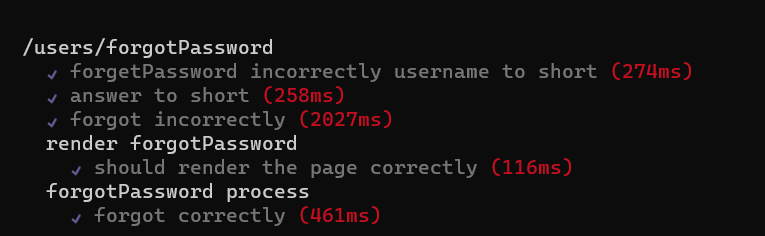 /users/forgotPassword
✓ forgetPassword incorrectly username to short (274ms)
✓ answer to short (258ms)
✓ forgot incorrectly (2027ms)
render forgotPassword
✓ should render the page correctly (116ms)
forgotPassword process
✓ forgot correctly (461ms)